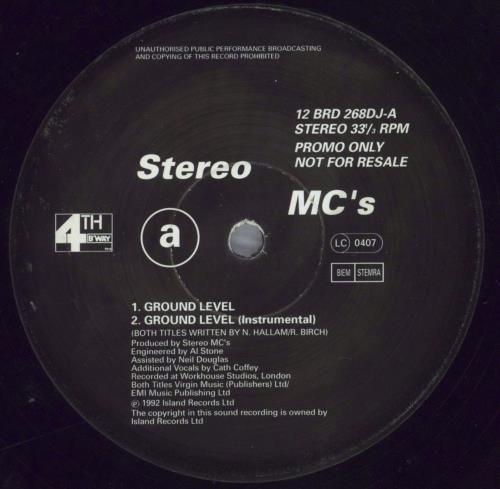 UNAUTHORISED PUBLIC PERFORMANCE BROADCASTING
AND COPYING OF THIS RECORD PROHIBITED
12 BRD 268DJ-A
STEREO 33⅓ RPM
PROMO ONLY
NOT FOR RESALE
Stereo
MC's
4TH
B'WAY
a
LC 0407
BIEM STEMRA
1. GROUND LEVEL
2. GROUND LEVEL (Instrumental)
(BOTH TITLES WRITTEN BY N. HALLAM/R. BIRCH)
Produced by Stereo MC's
Engineered by Al Stone
Assisted by Neil Douglas
Additional Vocals by Cath Coffey
Recorded at Workhouse Studios, London
Both Titles Virgin Music (Publishers) Ltd/
EMI Music Publishing Ltd
℗ 1992 Island Records Ltd
The copyright in this sound recording is owned by
Island Records Ltd